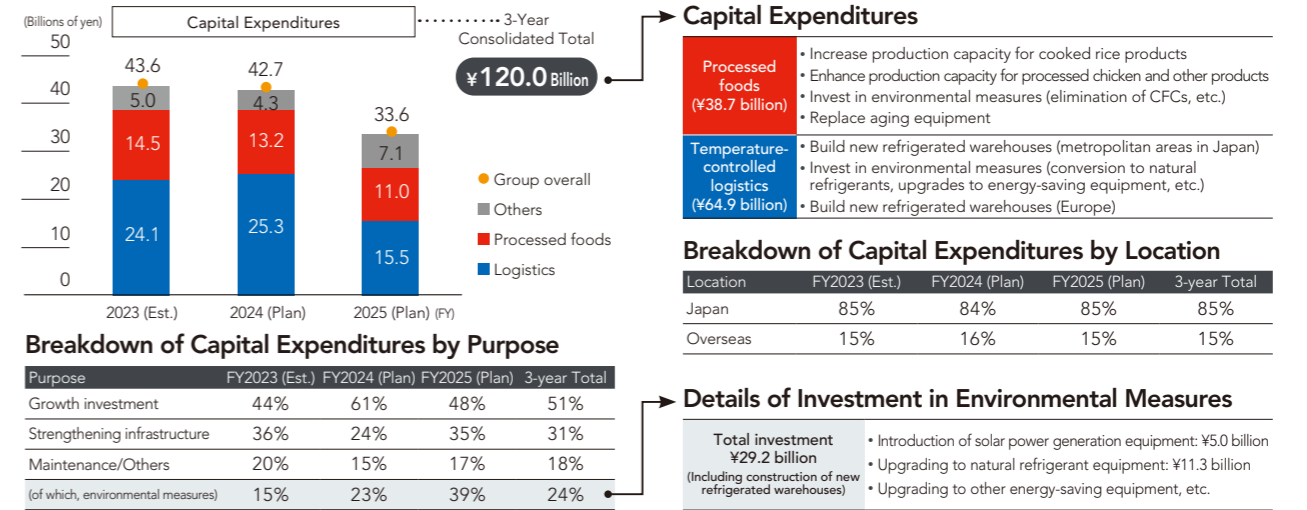 (Billions of yen)
Capital Expenditures
3-Year
Consolidated Total
¥120.0 Billion
50
40
30
20
10
0
43.6
5.0
14.5
24.1
42.7
4.3
13.2
25.3
33.6
7.1
11.0
15.5
Group overall
Others
Processed foods
Logistics
2023 (Est.) 2024 (Plan) 2025 (Plan) (FY)
Breakdown of Capital Expenditures by Purpose
Purpose FY2023 (Est.) FY2024 (Plan) FY2025 (Plan) 3-year Total
Growth investment 44% 61% 48% 51%
Strengthening infrastructure 36% 24% 35% 31%
Maintenance/Others 20% 15% 17% 18%
(of which, environmental measures) 15% 23% 39% 24%
Capital Expenditures
Processed
foods
(¥38.7 billion)
• Increase production capacity for cooked rice products
• Enhance production capacity for processed chicken and other products
• Invest in environmental measures (elimination of CFCs, etc.)
• Replace aging equipment
Temperature-
controlled
logistics
(¥64.9 billion)
• Build new refrigerated warehouses (metropolitan areas in Japan)
• Invest in environmental measures (conversion to natural
refrigerants, upgrades to energy-saving equipment, etc.)
• Build new refrigerated warehouses (Europe)
Breakdown of Capital Expenditures by Location
Location FY2023 (Est.) FY2024 (Plan) FY2025 (Plan) 3-year Total
Japan 85% 84% 85% 85%
Overseas 15% 16% 15% 15%
Details of Investment in Environmental Measures
Total investment
¥29.2 billion
(Including construction of new
refrigerated warehouses)
• Introduction of solar power generation equipment: ¥5.0 billion
• Upgrading to natural refrigerant equipment: ¥11.3 billion
• Upgrading to other energy-saving equipment, etc.